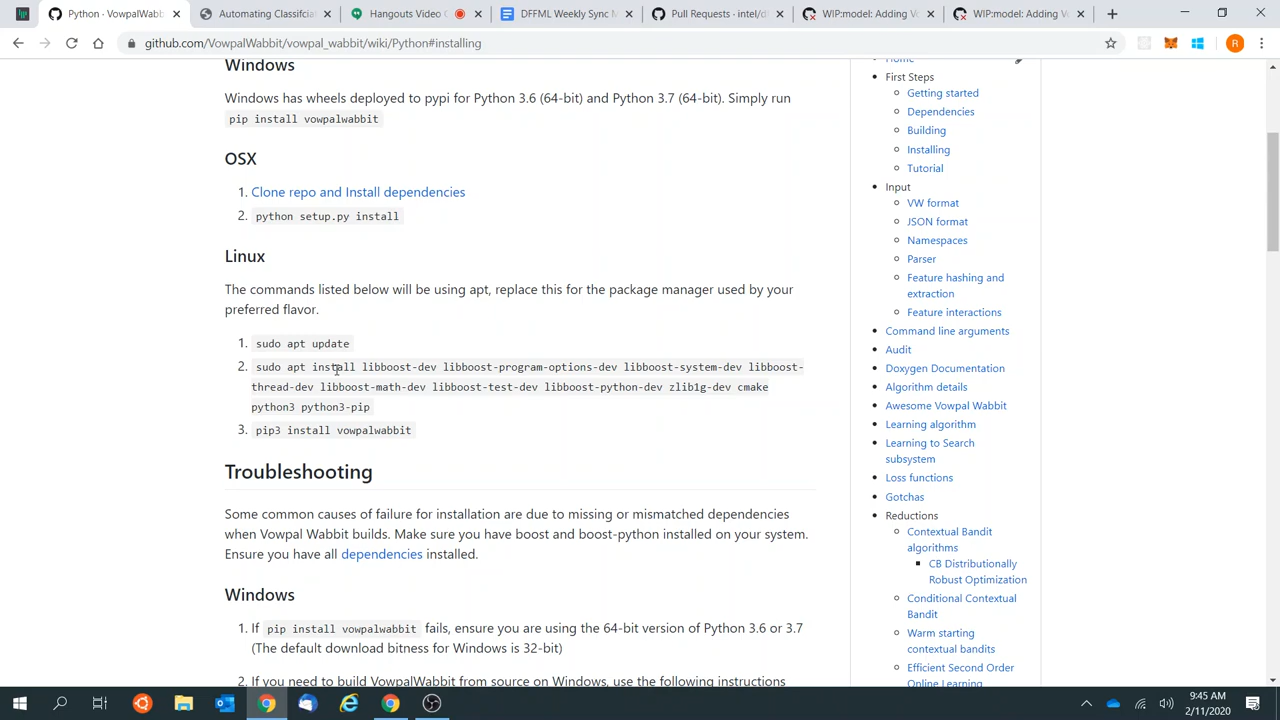 Python · VowpalWabb
Automating Classifciat
Hangouts Video C
DFFML Weekly Sync M
Pull Requests · intel/df
WIP:model: Adding Vo
WIP:model: Adding Vo
github.com/VowpalWabbit/vowpal_wabbit/wiki/Python#installing
R
Windows
Windows has wheels deployed to pypi for Python 3.6 (64-bit) and Python 3.7 (64-bit). Simply run
pip install vowpalwabbit
OSX
1. Clone repo and Install dependencies
2. python setup.py install
Linux
The commands listed below will be using apt, replace this for the package manager used by your
preferred flavor.
1. sudo apt update
2. sudo apt install libboost-dev libboost-program-options-dev libboost-system-dev libboost-
thread-dev libboost-math-dev libboost-test-dev libboost-python-dev zlib1g-dev cmake
python3 python3-pip
3. pip3 install vowpalwabbit
Troubleshooting
Some common causes of failure for installation are due to missing or mismatched dependencies
when Vowpal Wabbit builds. Make sure you have boost and boost-python installed on your system.
Ensure you have all dependencies installed.
Windows
1. If pip install vowpalwabbit fails, ensure you are using the 64-bit version of Python 3.6 or 3.7
(The default download bitness for Windows is 32-bit)
2. If you need to build VowpalWabbit from source on Windows, use the following instructions
Home
First Steps
Getting started
Dependencies
Building
Installing
Tutorial
Input
VW format
JSON format
Namespaces
Parser
Feature hashing and
extraction
Feature interactions
Command line arguments
Audit
Doxygen Documentation
Algorithm details
Awesome Vowpal Wabbit
Learning algorithm
Learning to Search
subsystem
Loss functions
Gotchas
Reductions
Contextual Bandit
algorithms
CB Distributionally
Robust Optimization
Conditional Contextual
Bandit
Warm starting
contextual bandits
Efficient Second Order
Online Learning
9:45 AM
2/11/2020